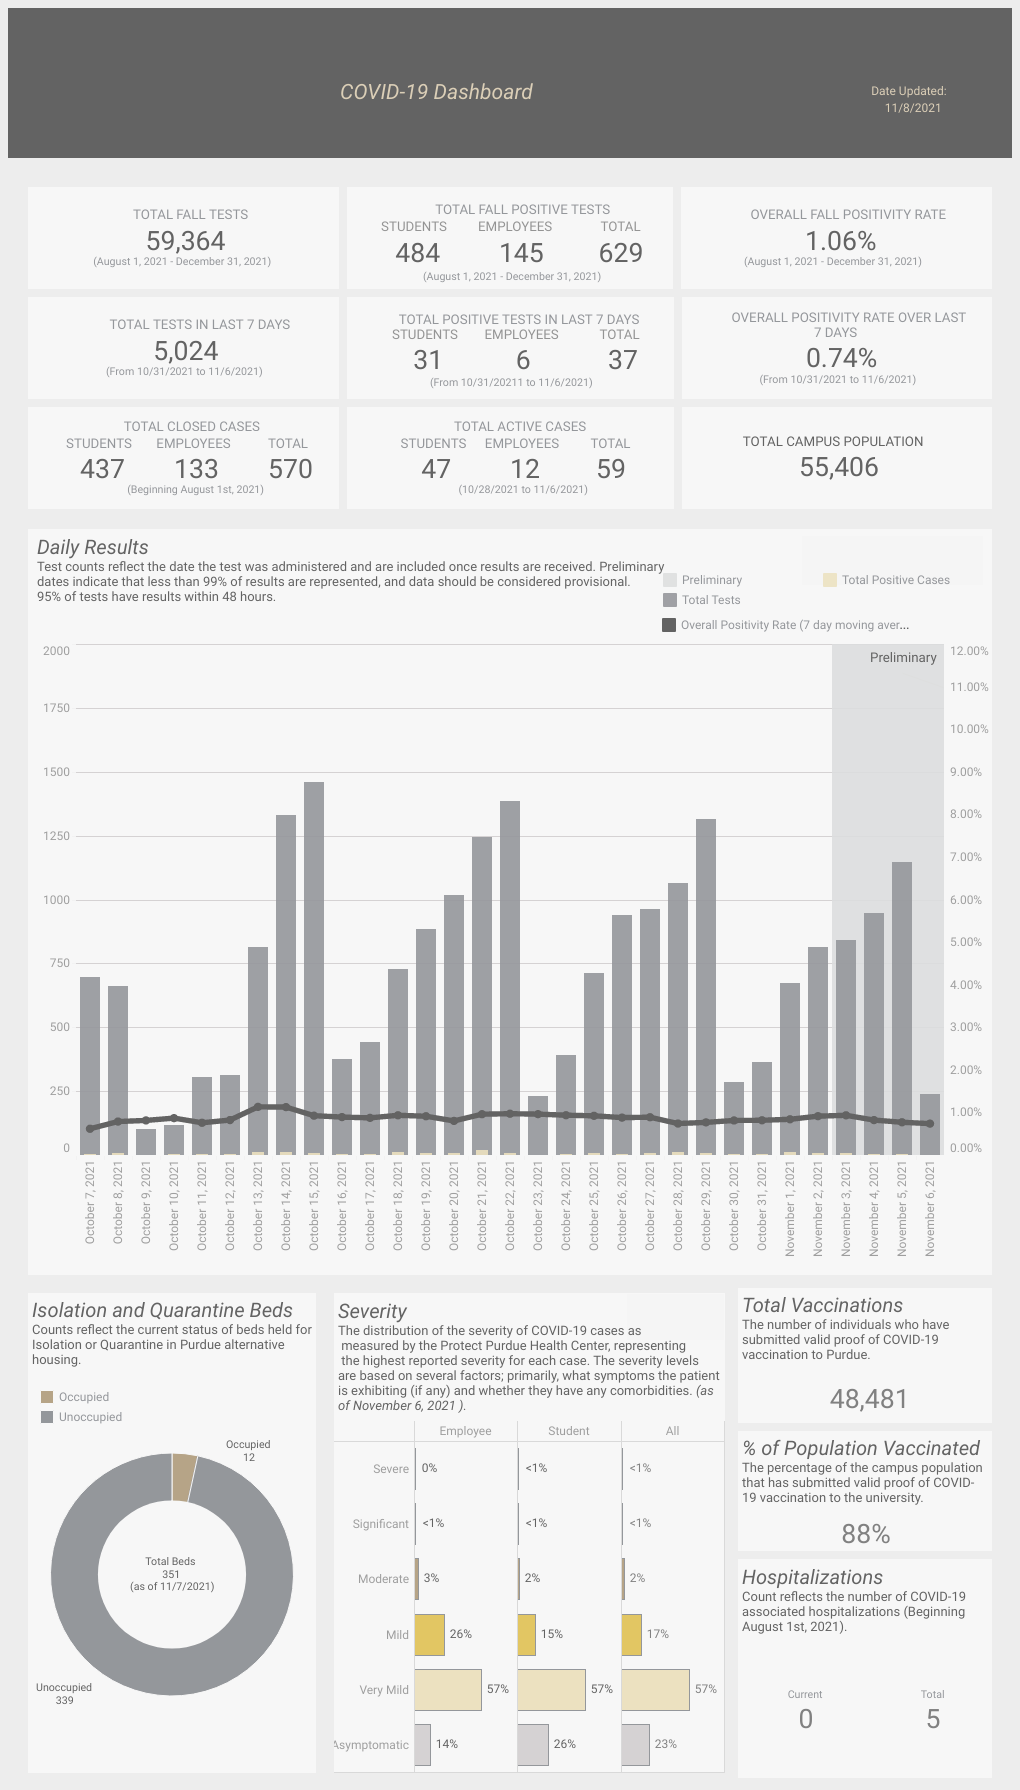 COVID-19 Dashboard
Date Updated:
11/8/2021
TOTAL FALL TESTS
59,364
(August 1, 2021 - December 31, 2021)
TOTAL FALL POSITIVE TESTS
STUDENTS EMPLOYEES TOTAL
484 145 629
(August 1, 2021 - December 31, 2021)
OVERALL FALL POSITIVITY RATE
1.06%
(August 1, 2021 - December 31, 2021)
TOTAL TESTS IN LAST 7 DAYS
5,024
(From 10/31/2021 to 11/6/2021)
TOTAL POSITIVE TESTS IN LAST 7 DAYS
STUDENTS EMPLOYEES TOTAL
31 6 37
(From 10/31/20211 to 11/6/2021)
OVERALL POSITIVITY RATE OVER LAST
7 DAYS
0.74%
(From 10/31/2021 to 11/6/2021)
TOTAL CLOSED CASES
STUDENTS EMPLOYEES TOTAL
437 133 570
(Beginning August 1st, 2021)
TOTAL ACTIVE CASES
STUDENTS EMPLOYEES TOTAL
47 12 59
(10/28/2021 to 11/6/2021)
TOTAL CAMPUS POPULATION
55,406
Daily Results
Test counts reflect the date the test was administered and are included once results are received. Preliminary
dates indicate that less than 99% of results are represented, and data should be considered provisional.
95% of tests have results within 48 hours.
Preliminary
Total Positive Cases
Total Tests
Overall Positivity Rate (7 day moving aver...
Preliminary
2000
1750
1500
1250
1000
750
500
250
0
12.00%
11.00%
10.00%
9.00%
8.00%
7.00%
6.00%
5.00%
4.00%
3.00%
2.00%
1.00%
0.00%
October 7, 2021
October 8, 2021
October 9, 2021
October 10, 2021
October 11, 2021
October 12, 2021
October 13, 2021
October 14, 2021
October 15, 2021
October 16, 2021
October 17, 2021
October 18, 2021
October 19, 2021
October 20, 2021
October 21, 2021
October 22, 2021
October 23, 2021
October 24, 2021
October 25, 2021
October 26, 2021
October 27, 2021
October 28, 2021
October 29, 2021
October 30, 2021
October 31, 2021
November 1, 2021
November 2, 2021
November 3, 2021
November 4, 2021
November 5, 2021
November 6, 2021
Isolation and Quarantine Beds
Counts reflect the current status of beds held for
Isolation or Quarantine in Purdue alternative
housing.
Occupied
Unoccupied
Occupied
12
Total Beds
351
(as of 11/7/2021)
Unoccupied
339
Severity
The distribution of the severity of COVID-19 cases as
measured by the Protect Purdue Health Center, representing
the highest reported severity for each case. The severity levels
are based on several factors; primarily, what symptoms the patient
is exhibiting (if any) and whether they have any comorbidities. (as
of November 6, 2021 ).
Employee Student All
Severe 0% <1% <1%
Significant <1% <1% <1%
Moderate 3% 2% 2%
Mild 26% 15% 17%
Very Mild 57% 57% 57%
Asymptomatic 14% 26% 23%
Total Vaccinations
The number of individuals who have
submitted valid proof of COVID-19
vaccination to Purdue.
48,481
% of Population Vaccinated
The percentage of the campus population
that has submitted valid proof of COVID-
19 vaccination to the university.
88%
Hospitalizations
Count reflects the number of COVID-19
associated hospitalizations (Beginning
August 1st, 2021).
Current Total
0 5